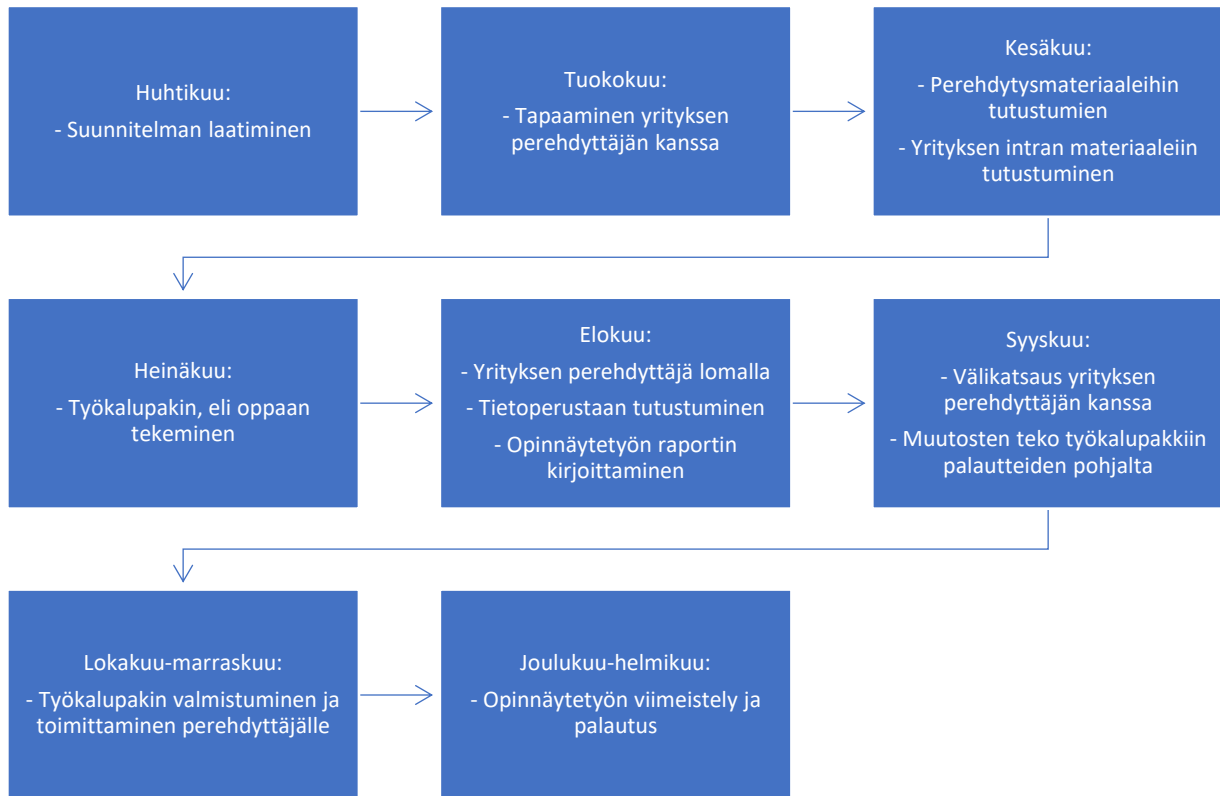 Huhtikuu:
- Suunnitelman laatiminen
Tuokokuu:
- Tapaaminen yrityksen
perehdyttäjän kanssa
Kesäkuu:
- Perehdytysmateriaaleihin
tutustumien
- Yrityksen intran materiaaleiin
tutustuminen
Heinäkuu:
- Työkalupakin, eli oppaan
tekeminen
Elokuu:
- Yrityksen perehdyttäjä lomalla
- Tietoperustaan tutustuminen
- Opinnäytetyön raportin
kirjoittaminen
Syyskuu:
- Välikatsaus yrityksen
perehdyttäjän kanssa
- Muutosten teko työkalupakkiin
palautteiden pohjalta
Lokakuu-marraskuu:
- Työkalupakin valmistuminen ja
toimittaminen perehdyttäjälle
Joulukuu-helmikuu:
- Opinnäytetyön viimeistely ja
palautus